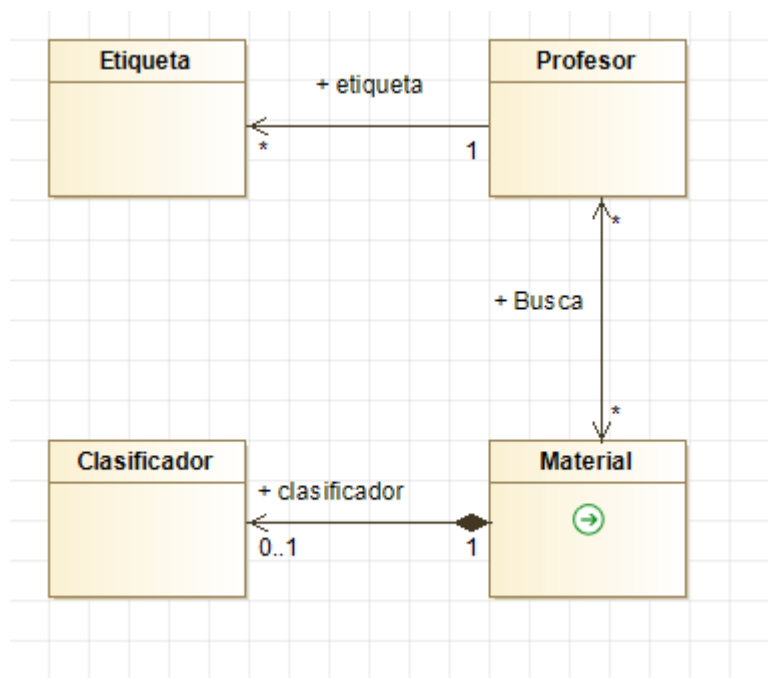 Etiqueta
Profesor
+ etiqueta
*
1
*
+ Busca
*
Clasificador
Material
+ clasificador
0..1
1